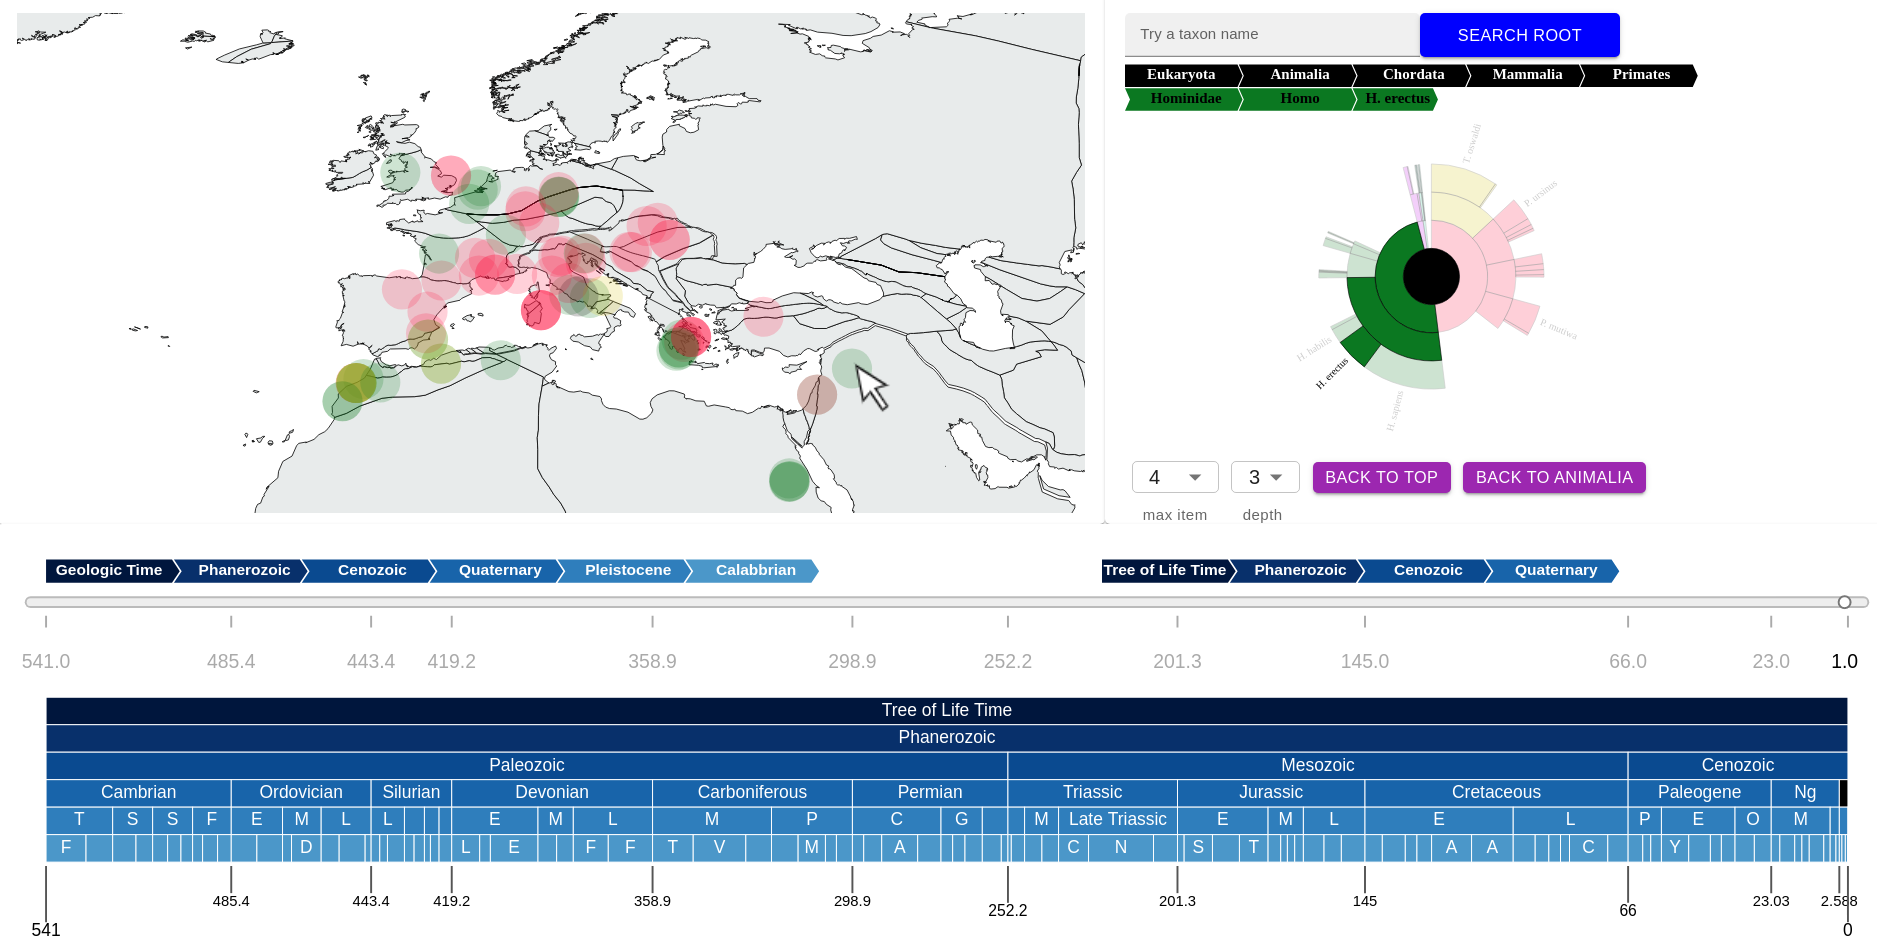 Try a taxon name
SEARCH ROOT
Eukaryota Animalia Chordata Mammalia Primates
Hominidae Homo H. erectus
T. oswaldi
P. ursinus
P. mutiwa
H. habilis
H. erectus
H. sapiens
4 3 BACK TO TOP BACK TO ANIMALIA
max item depth
Geologic Time Phanerozoic Cenozoic Quaternary Pleistocene Calabbrian
Tree of Life Time Phanerozoic Cenozoic Quaternary
541.0 485.4 443.4 419.2 358.9 298.9 252.2 201.3 145.0 66.0 23.0 1.0
Tree of Life Time
Phanerozoic
Paleozoic Mesozoic Cenozoic
Cambrian Ordovician Silurian Devonian Carboniferous Permian Triassic Jurassic Cretaceous Paleogene Ng
T S S F E M L L E M L M P C G M Late Triassic E M L E L P E O M
F D L E F F T V M A C N S T A A C Y
485.4 443.4 419.2 358.9 298.9 252.2 201.3 145 66 23.03 2.588
541 0